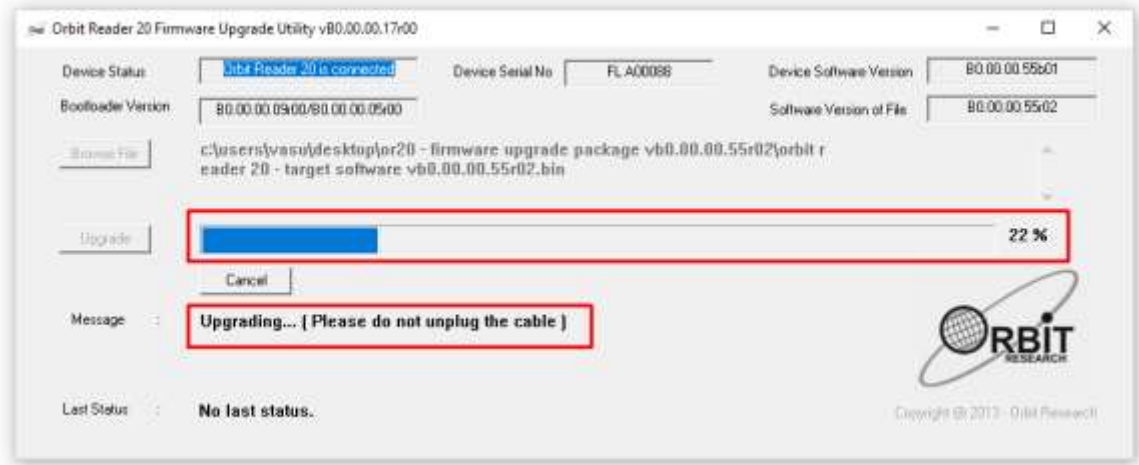 Orbit Reader 20 Firmware Upgrade Utility vB0.00.00.17r00
Device Status Orbit Reader 20 is connected Device Serial No FL A00088 Device Software Version B0.00.00.55b01
Bootloader Version B0.00.00.09r00/B0.00.00.05r00 Software Version of File B0.00.00.55r02
Browse File c:\users\vasu\desktop\or20 - firmware upgrade package vb0.00.00.55r02\orbit r
eader 20 - target software vb0.00.00.55r02.bin
Upgrade 22 %
Cancel
Message : Upgrading... ( Please do not unplug the cable )
ORBIT
RESEARCH
Last Status : No last status.
Copyright @ 2013 - Orbit Research